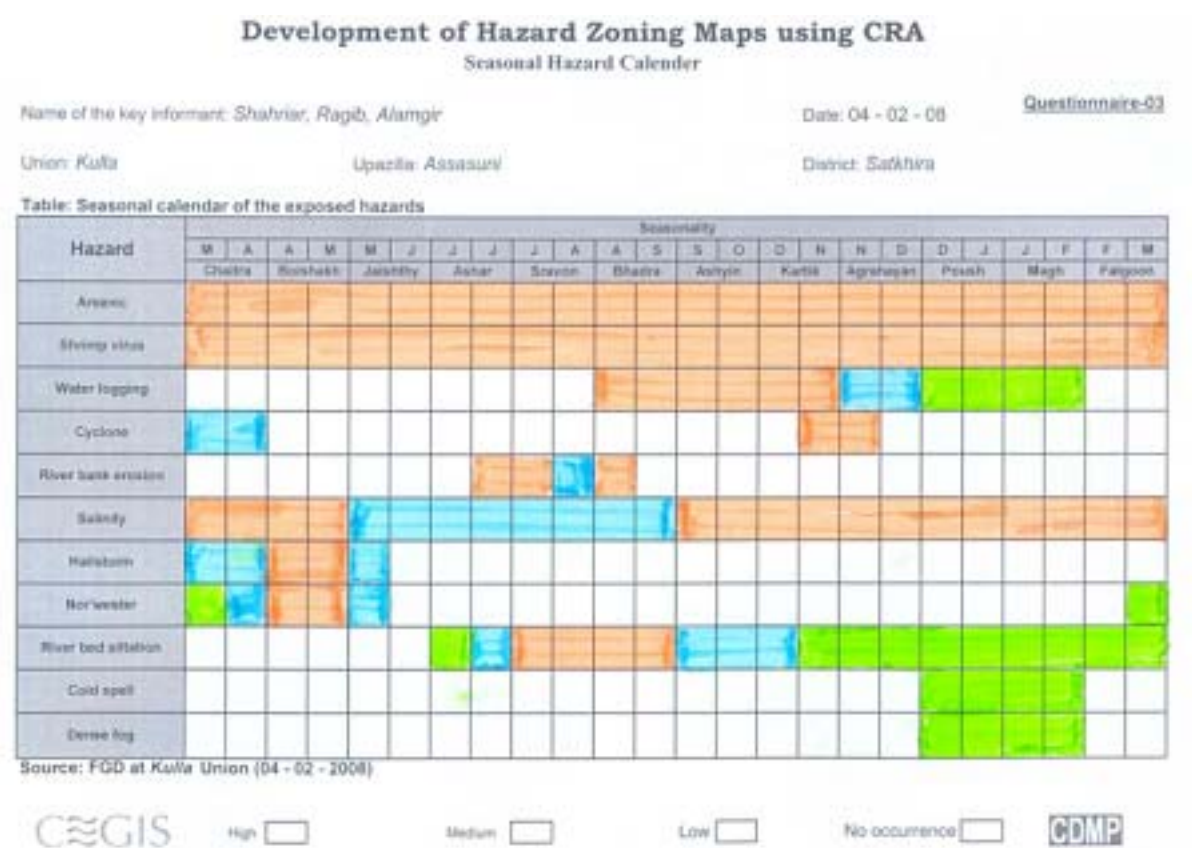 Development of Hazard Zoning Maps using CRA
Seasonal Hazard Calender
Name of the key informant: Shahriar, Ragib, Alamgir Date: 04 - 02 - 08 Questionnaire-03
Union: Kulla Upazilla: Assasuni District: Satkhira
Table: Seasonal calendar of the exposed hazards
Hazard Seasonality
M A A M M J J J J A A S S O O N N D D J J F F M
Choitra Boishakh Jaishthy Ashar Sravon Bhadra Ashyin Kartik Agrahayan Poush Magh Falgoon
Arsenic
Shrimp virus
Water logging
Cyclone
River bank erosion
Salinity
Hailstorm
Nor'wester
River bed siltation
Cold spell
Dense fog
Source: FGD at Kulla Union (04 - 02 - 2008)
CEGIS High Medium Low No occurrence CDMP